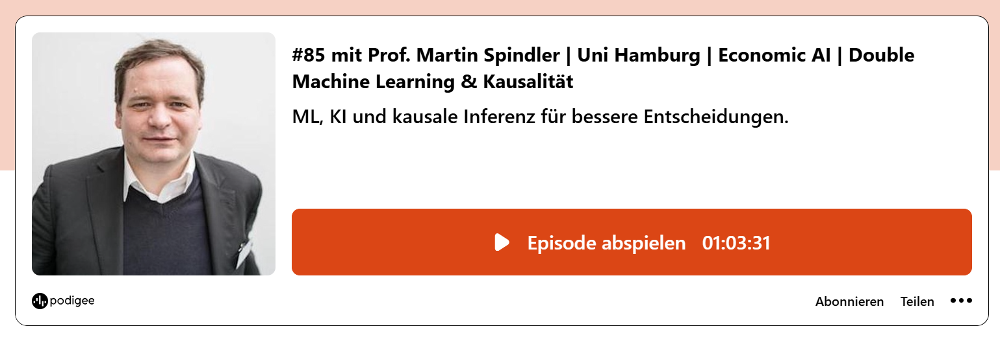 #85 mit Prof. Martin Spindler | Uni Hamburg | Economic AI | Double
Machine Learning & Kausalität
ML, KI und kausale Inferenz für bessere Entscheidungen.
Episode abspielen 01:03:31
podigee
Abonnieren Teilen